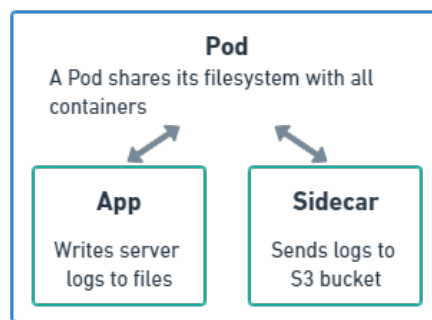 Pod
A Pod shares its filesystem with all
containers
App
Writes server
logs to files
Sidecar
Sends logs to
S3 bucket